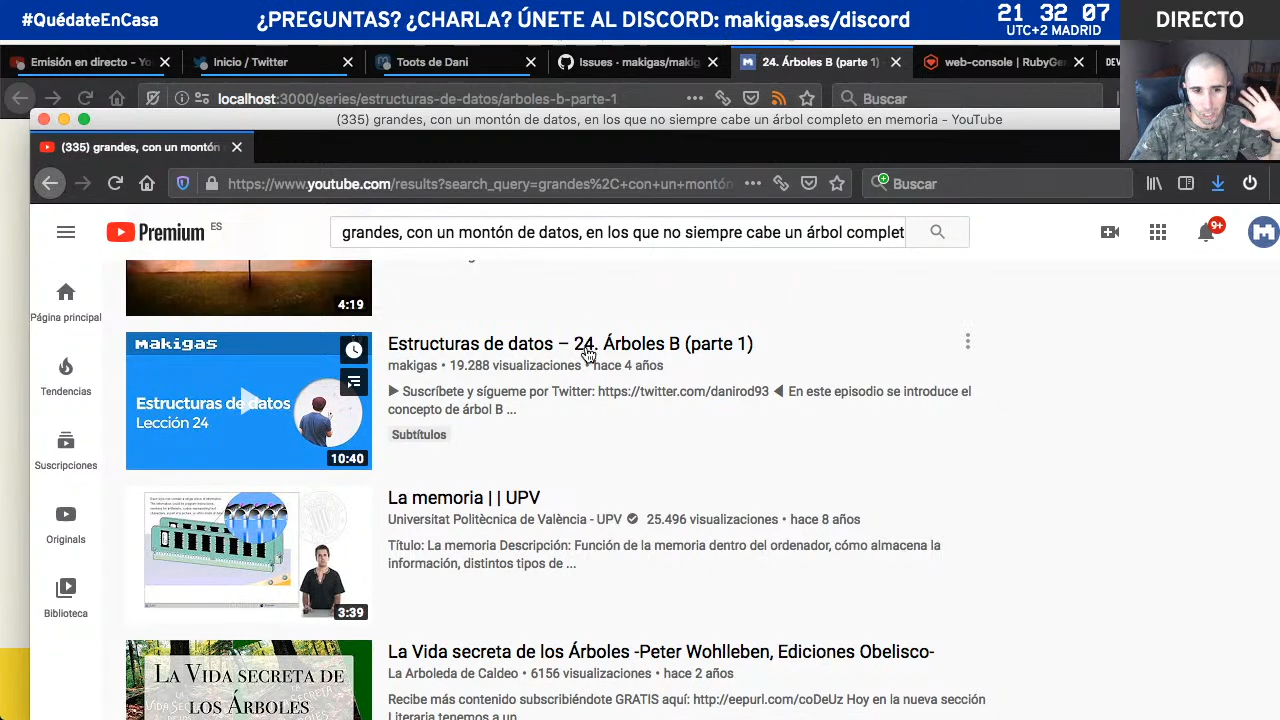 #QuédateEnCasa
¿PREGUNTAS? ¿CHARLA? ÚNETE AL DISCORD: makigas.es/discord
21 32 07
UTC+2 MADRID
DIRECTO
Emisión en directo - Yo
Inicio / Twitter
Toots de Dani
Issues · makigas/makig
24. Árboles B (parte 1)
web-console | RubyGe
DEV
localhost:3000/series/estructuras-de-datos/arboles-b-parte-1
Buscar
(335) grandes, con un montón de datos, en los que no siempre cabe un árbol completo en memoria - YouTube
(335) grandes, con un montón
https://www.youtube.com/results?search_query=grandes%2C+con+un+montón
Buscar
Premium ES
grandes, con un montón de datos, en los que no siempre cabe un árbol complet
9+
Página principal
Tendencias
Suscripciones
Originals
Biblioteca
4:19
makigas
Estructuras de datos
Lección 24
10:40
Estructuras de datos – 24. Árboles B (parte 1)
makigas • 19.288 visualizaciones • hace 4 años
▶ Suscríbete y sígueme por Twitter: https://twitter.com/danirod93 ◀ En este episodio se introduce el
concepto de árbol B ...
Subtítulos
3:39
La memoria | | UPV
Universitat Politècnica de València - UPV 25.496 visualizaciones • hace 8 años
Título: La memoria Descripción: Función de la memoria dentro del ordenador, cómo almacena la
información, distintos tipos de ...
LA VIDA SECRETA DE
LOS ÁRBOLES
La Vida secreta de los Árboles -Peter Wohlleben, Ediciones Obelisco-
La Arboleda de Caldeo • 6156 visualizaciones • hace 2 años
Recibe más contenido subscribiéndote GRATIS aquí: http://eepurl.com/coDeUz Hoy en la nueva sección
Literaria tenemos a un